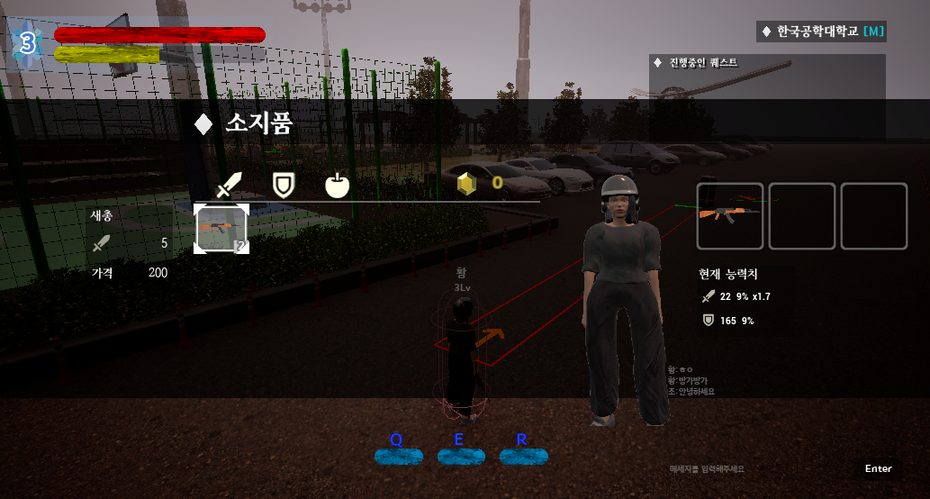 3
한국공학대학교 [M]
진행중인 퀘스트
소지품
0
새총
5
가격 200
황
3Lv
현재 능력치
22 9% x1.7
165 9%
황:ㅎㅇ
황:방가방가
조:안녕하세요
Q E R
메세지를 입력해주세요
Enter